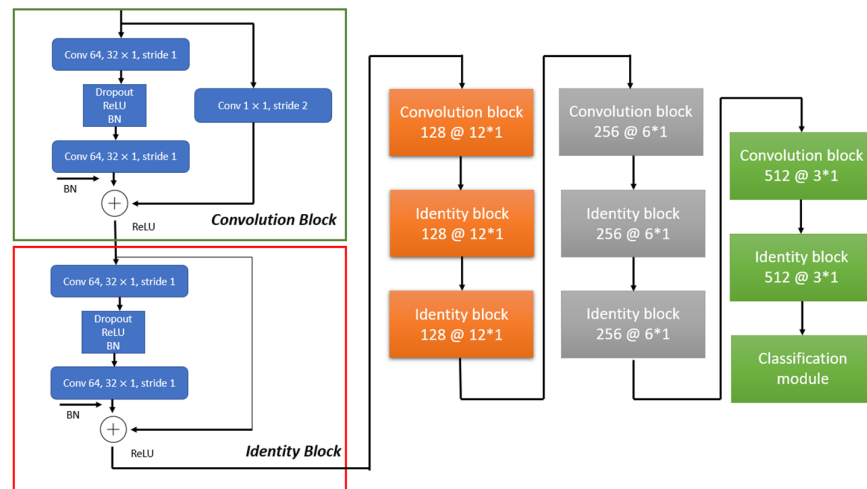 Conv 64, 32 × 1, stride 1
Dropout
ReLU
BN
Conv 1 × 1, stride 2
Conv 64, 32 × 1, stride 1
BN
ReLU
Convolution Block
Conv 64, 32 × 1, stride 1
Dropout
ReLU
BN
Conv 64, 32 × 1, stride 1
BN
ReLU
Identity Block
Convolution block
128 @ 12*1
Identity block
128 @ 12*1
Identity block
128 @ 12*1
Convolution block
256 @ 6*1
Identity block
256 @ 6*1
Identity block
256 @ 6*1
Convolution block
512 @ 3*1
Identity block
512 @ 3*1
Classification
module